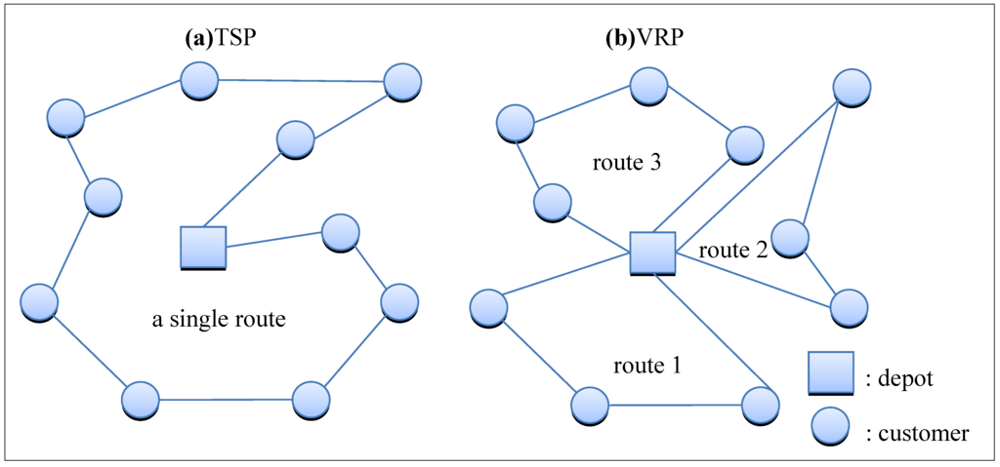 (a)TSP
a single route
(b)VRP
route 3
route 2
route 1
: depot
: customer